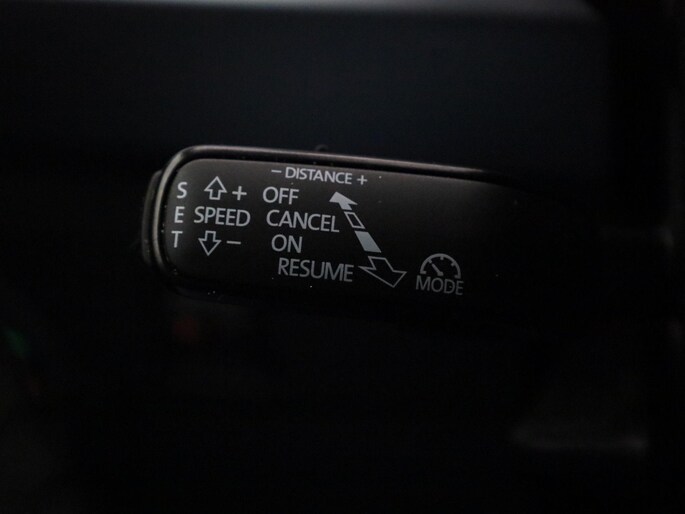 - DISTANCE +
S + OFF
E SPEED CANCEL
T - ON
RESUME
MODE